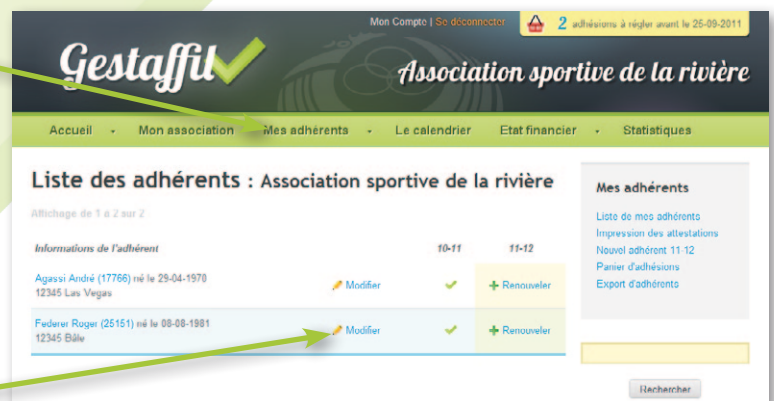 Mon Compte | Se déconnecter
2 adhésions à régler avant le 25-09-2011
Gestaffil
Association sportive de la rivière
Accueil
Mon association
Mes adhérents
Le calendrier
Etat financier
Statistiques
Liste des adhérents : Association sportive de la rivière
Affichage de 1 à 2 sur 2
Informations de l'adhérent 10-11 11-12
Agassi André (17766) né le 29-04-1970
12345 Las Vegas
Modifier
Renouveler
Federer Roger (25151) né le 08-08-1981
12345 Bâle
Modifier
Renouveler
Mes adhérents
Liste de mes adhérents
Impression des attestations
Nouvel adhérent 11-12
Panier d'adhésions
Export d'adhérents
Rechercher